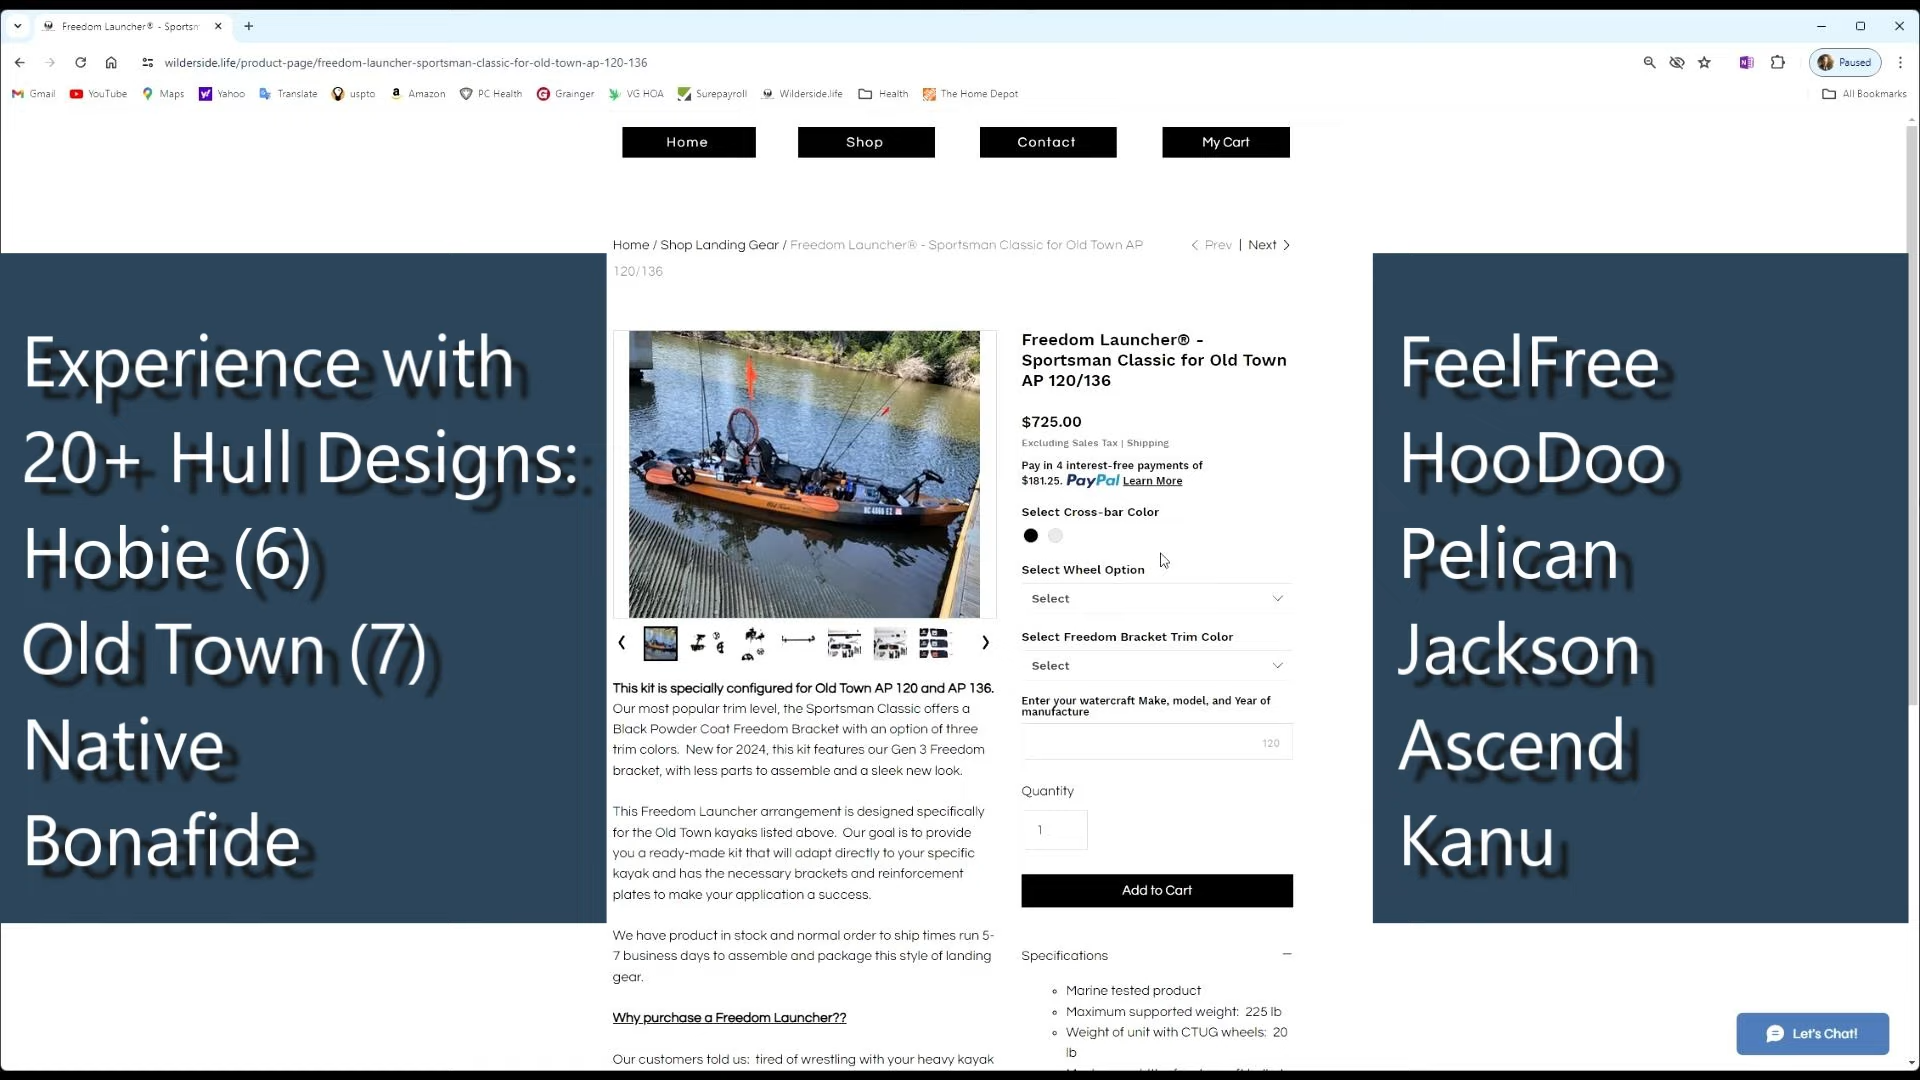 Freedom Launcher® - Sportsm
wilderside.life/product-page/freedom-launcher-sportsman-classic-for-old-town-ap-120-136
Paused
Gmail
YouTube
Maps
Yahoo
Translate
uspto
Amazon
PC Health
Grainger
VG HOA
Surepayroll
Wilderside.life
Health
The Home Depot
All Bookmarks
Home
Shop
Contact
My Cart
Home / Shop Landing Gear / Freedom Launcher® - Sportsman Classic for Old Town AP
120/136
Prev | Next
Experience with
20+ Hull Designs:
Hobie (6)
Old Town (7)
Native
Bonafide
This kit is specially configured for Old Town AP 120 and AP 136.
Our most popular trim level, the Sportsman Classic offers a
Black Powder Coat Freedom Bracket with an option of three
trim colors.  New for 2024, this kit features our Gen 3 Freedom
bracket, with less parts to assemble and a sleek new look.
This Freedom Launcher arrangement is designed specifically
for the Old Town kayaks listed above.  Our goal is to provide
you a ready-made kit that will adapt directly to your specific
kayak and has the necessary brackets and reinforcement
plates to make your application a success.
We have product in stock and normal order to ship times run 5-
7 business days to assemble and package this style of landing
gear.
Why purchase a Freedom Launcher??
Our customers told us:  tired of wrestling with your heavy kayak
Freedom Launcher® -
Sportsman Classic for Old Town
AP 120/136
$725.00
Excluding Sales Tax | Shipping
Pay in 4 interest-free payments of
$181.25. PayPal Learn More
Select Cross-bar Color
Select Wheel Option
Select
Select Freedom Bracket Trim Color
Select
Enter your watercraft Make, model, and Year of
manufacture
120
Quantity
1
Add to Cart
Specifications
Marine tested product
Maximum supported weight:  225 lb
Weight of unit with CTUG wheels:  20
lb
FeelFree
HooDoo
Pelican
Jackson
Ascend
Kanu
Let's Chat!